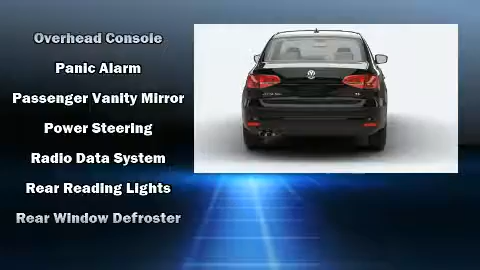 Overhead Console
Panic Alarm
Passenger Vanity Mirror
Power Steering
Radio Data System
Rear Reading Lights
Rear Window Defroster